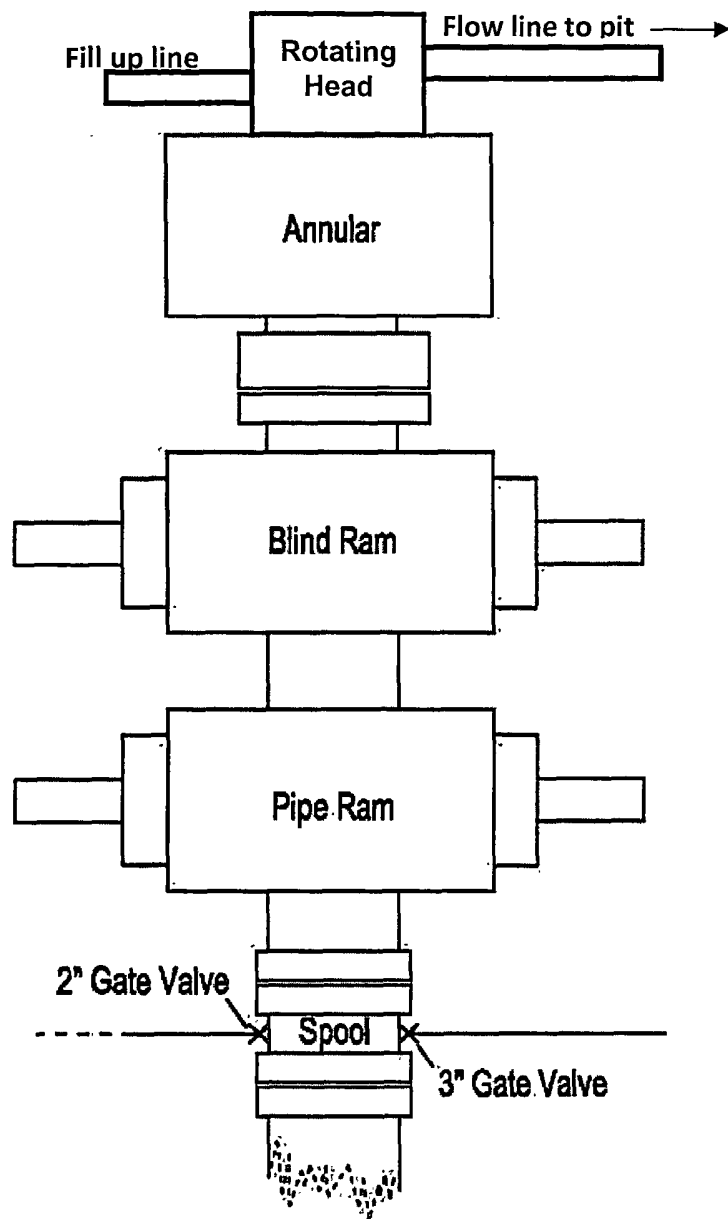 Flow line to pit
Fill up line
Rotating
Head
Annular
Blind Ram
Pipe Ram
2" Gate Valve
Spool
3" Gate Valve